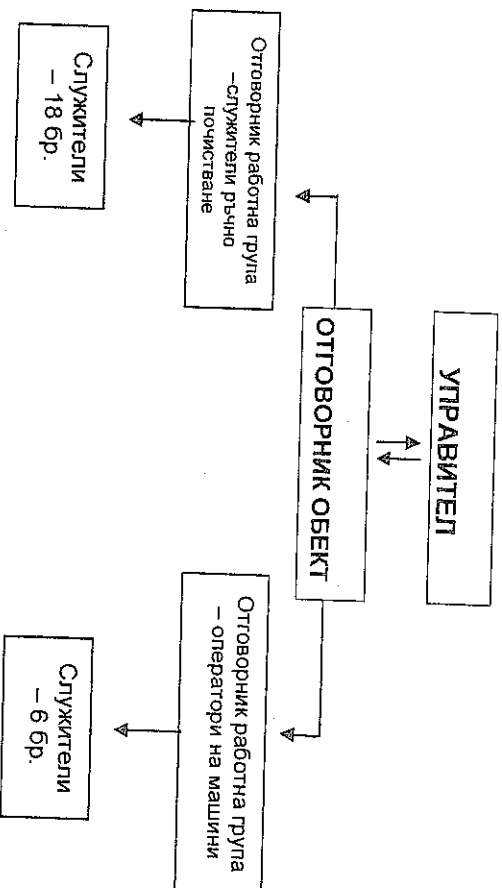 УПРАВИТЕЛ
ОТГОВОРНИК ОБЕКТ
Отговорник работна група
–служители ръчно
почистване
Служители
– 18 бр.
Отговорник работна група
– оператори на машини
Служители
– 6 бр.